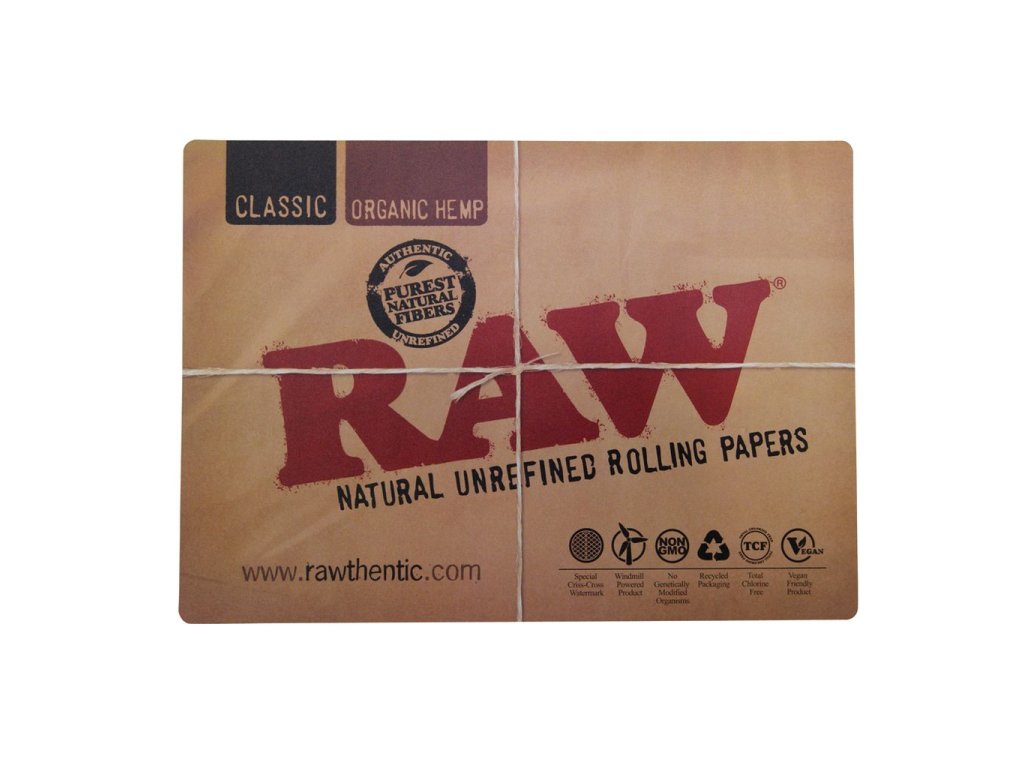 CLASSIC
ORGANIC HEMP
AUTHENTIC
PUREST
NATURAL
FIBERS
UNREFINED
RAW®
NATURAL UNREFINED ROLLING PAPERS
www.rawthentic.com
NON
GMO
TCF
VEGAN
Special
Criss-Cross
Watermark
Windmill
Powered
Product
No
Genetically
Modified
Organisms
Recycled
Packaging
Total
Chlorine
Free
Vegan
Friendly
Product